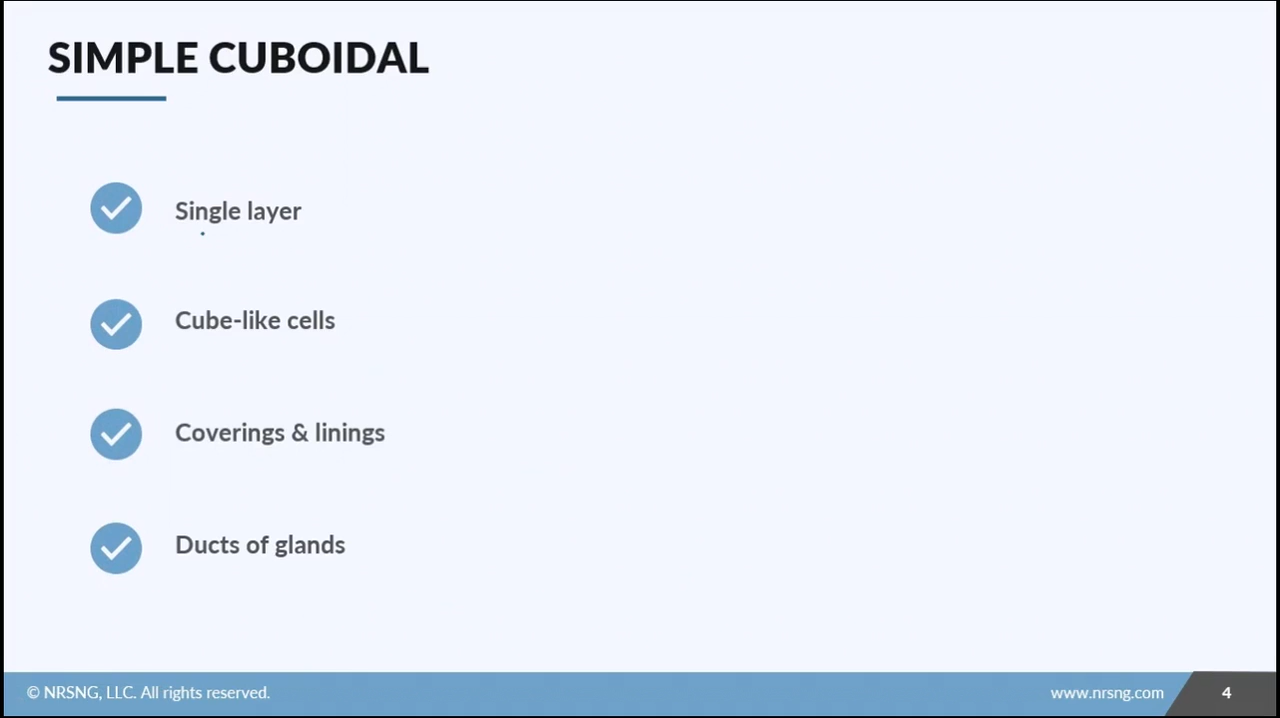 SIMPLE CUBOIDAL
Single layer
Cube-like cells
Coverings & linings
Ducts of glands
© NRSNG, LLC. All rights reserved.
www.nrsng.com
4